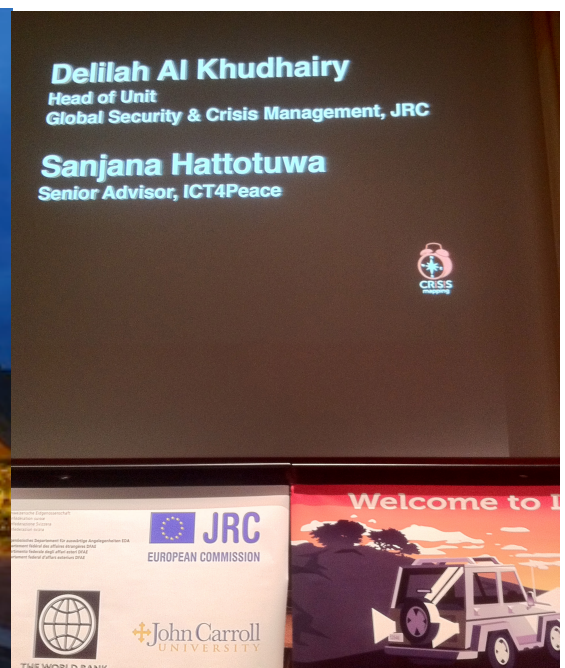 Delilah Al Khudhairy
Head of Unit
Global Security & Crisis Management, JRC
Sanjana Hattotuwa
Senior Advisor, ICT4Peace
CRISIS
mapping
JRC
EUROPEAN COMMISSION
THE WORLD BANK
John Carroll
UNIVERSITY
Welcome to I